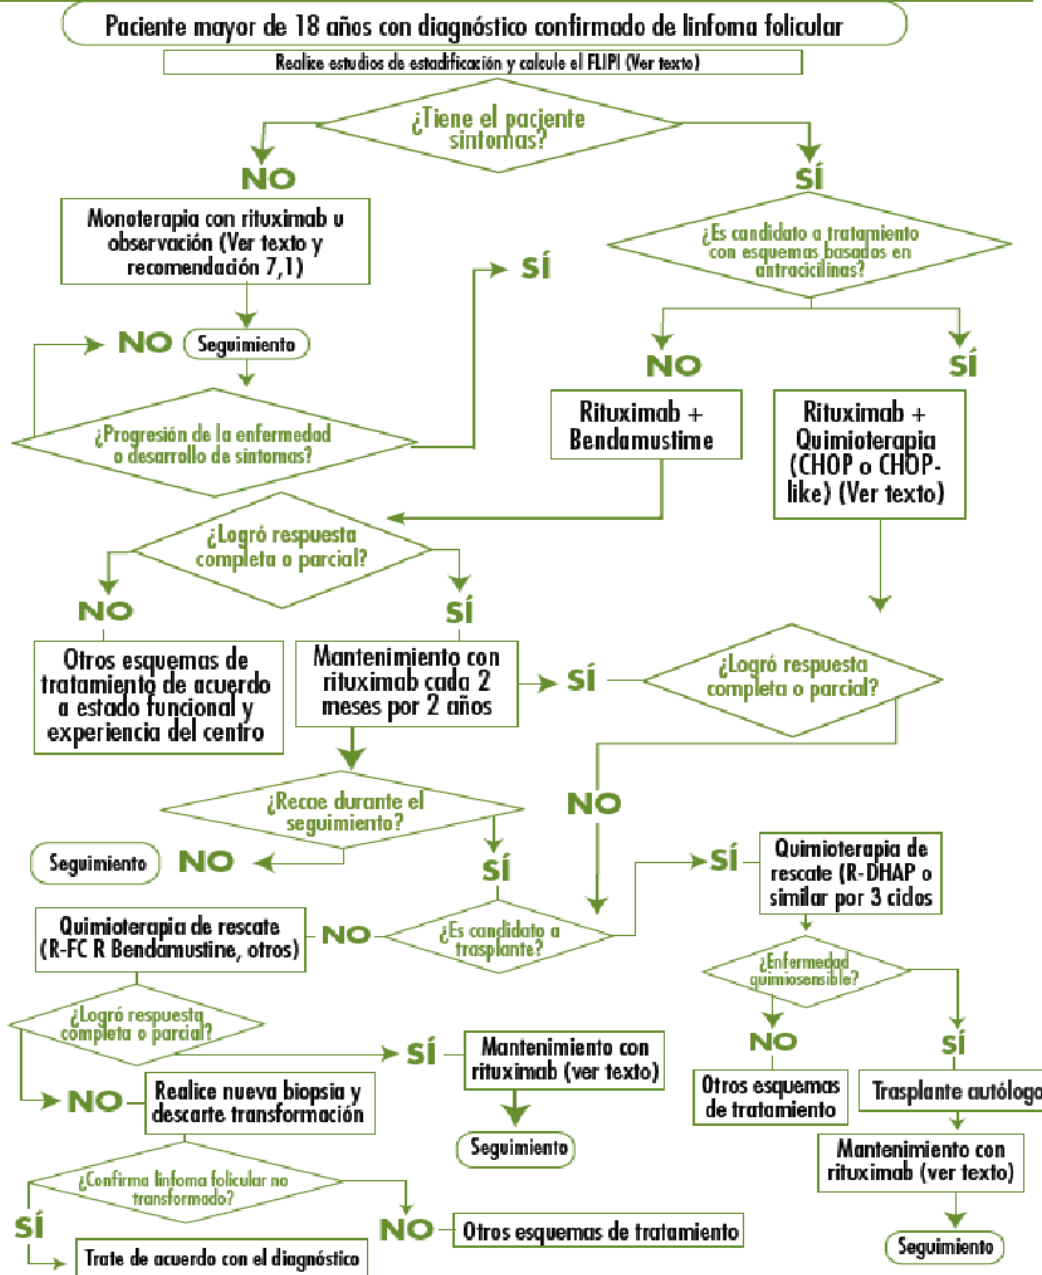 Paciente mayor de 18 años con diagnóstico confirmado de linfoma folicular
Realice estudios de estadificación y calcule el FLIPI (Ver texto)
¿Tiene el paciente
sintomas?
NO
SÍ
Monoterapia con rituximab u
observación (Ver texto y
recomendación 7,1)
¿Es candidato a tratamiento
con esquemas basados en
antracicilinas?
SÍ
NO
Seguimiento
NO
SÍ
¿Progresión de la enfermedad
o desarrollo de sintomas?
Rituximab +
Bendamustime
Rituximab +
Quimioterapia
(CHOP o CHOP-
like) (Ver texto)
¿Logró respuesta
completa o parcial?
NO
SÍ
Otros esquemas de
tratamiento de acuerdo
a estado funcional y
experiencia del centro
Mantenimiento con
rituximab cada 2
meses por 2 años
SÍ
¿Logró respuesta
completa o parcial?
¿Recae durante el
seguimiento?
NO
Seguimiento
NO
SÍ
SÍ
Quimioterapia de
rescate (R-DHAP o
similar por 3 ciclos
Quimioterapia de rescate
(R-FC R Bendamustine, otros)
NO
¿Es candidato a
trasplante?
¿Enfermedad
quimiosensible?
¿Logró respuesta
completa o parcial?
SÍ
Mantenimiento con
rituximab (ver texto)
NO
SÍ
NO
Realice nueva biopsia y
descarte transformación
Otros esquemas
de tratamiento
Trasplante autólogo
Seguimiento
Mantenimiento con
rituximab (ver texto)
¿Confirma linfoma folicular no
transformado?
SÍ
NO
Otros esquemas de tratamiento
Seguimiento
Trate de acuerdo con el diagnóstico